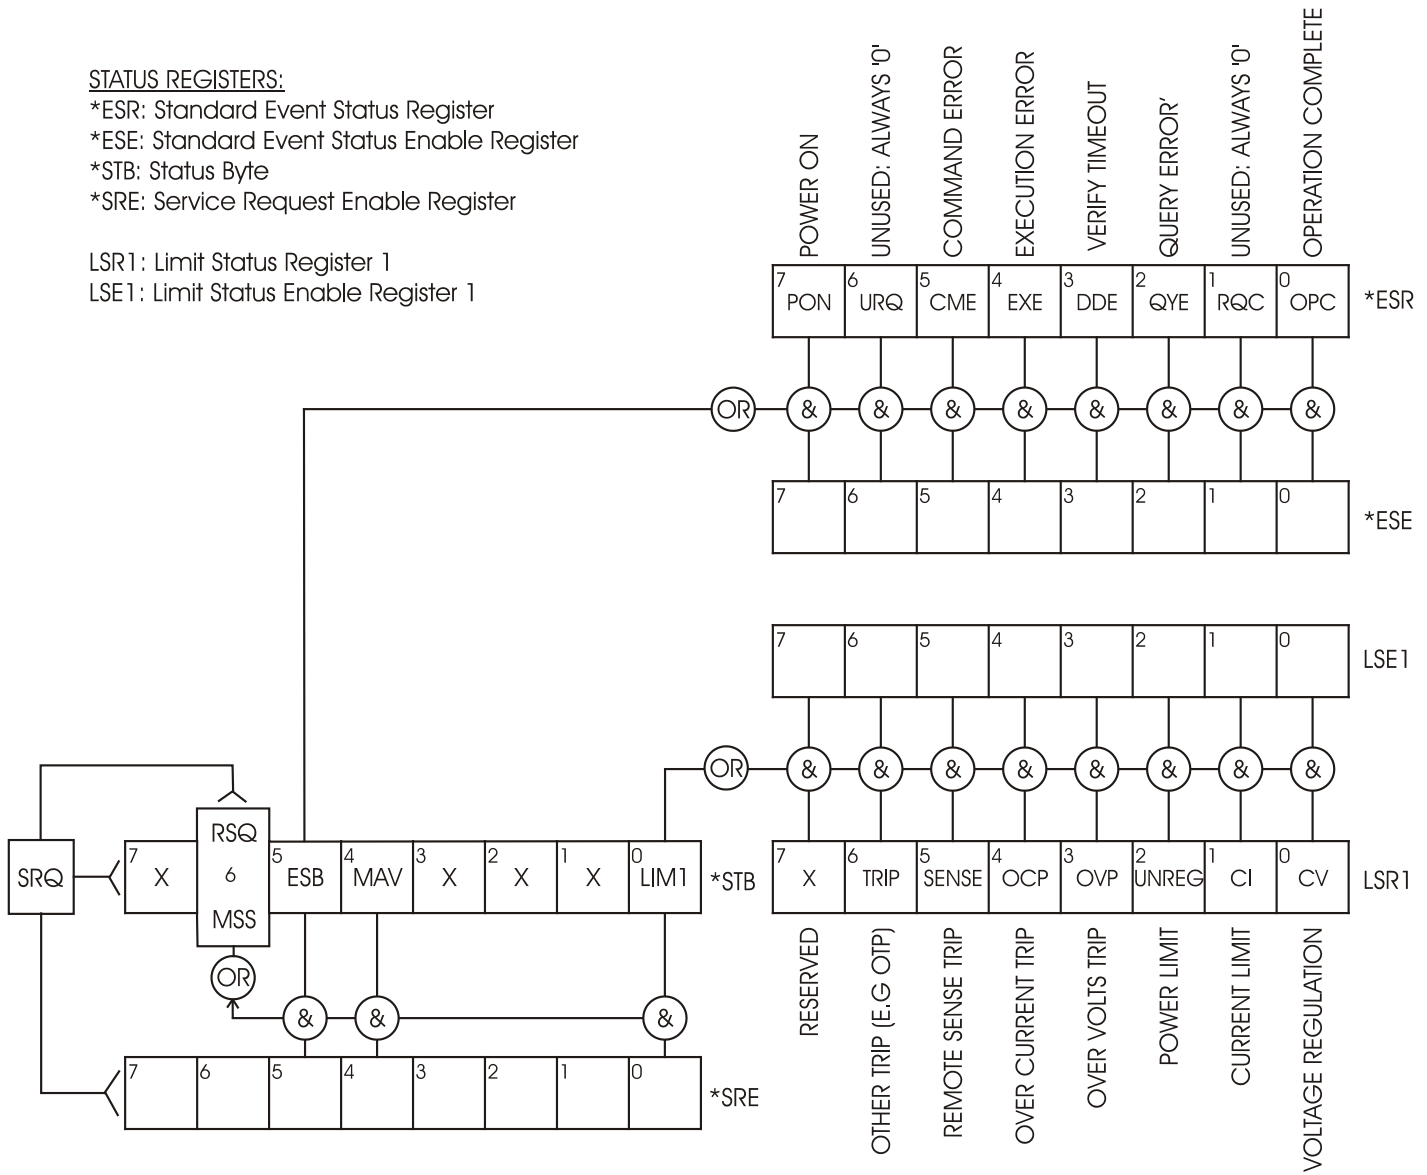 STATUS REGISTERS:
*ESR: Standard Event Status Register
*ESE: Standard Event Status Enable Register
*STB: Status Byte
*SRE: Service Request Enable Register
LSR1: Limit Status Register 1
LSE1: Limit Status Enable Register 1
POWER ON
UNUSED: ALWAYS '0'
COMMAND ERROR
EXECUTION ERROR
VERIFY TIMEOUT
QUERY ERROR'
UNUSED: ALWAYS '0'
OPERATION COMPLETE
7 6 5 4 3 2 1 0
PON URQ CME EXE DDE QYE RQC OPC *ESR
OR & & & & & & & &
7 6 5 4 3 2 1 0
*ESE
7 6 5 4 3 2 1 0
LSE1
OR & & & & & & & &
7 6 5 4 3 2 1 0
X TRIP SENSE OCP OVP UNREG CI CV LSR1
RESERVED
OTHER TRIP (E.G OTP)
REMOTE SENSE TRIP
OVER CURRENT TRIP
OVER VOLTS TRIP
POWER LIMIT
CURRENT LIMIT
VOLTAGE REGULATION
SRQ
RSQ
6
MSS
7 5 4 3 2 1 0
X ESB MAV X X X LIM1 *STB
OR
& & &
7 6 5 4 3 2 1 0
*SRE